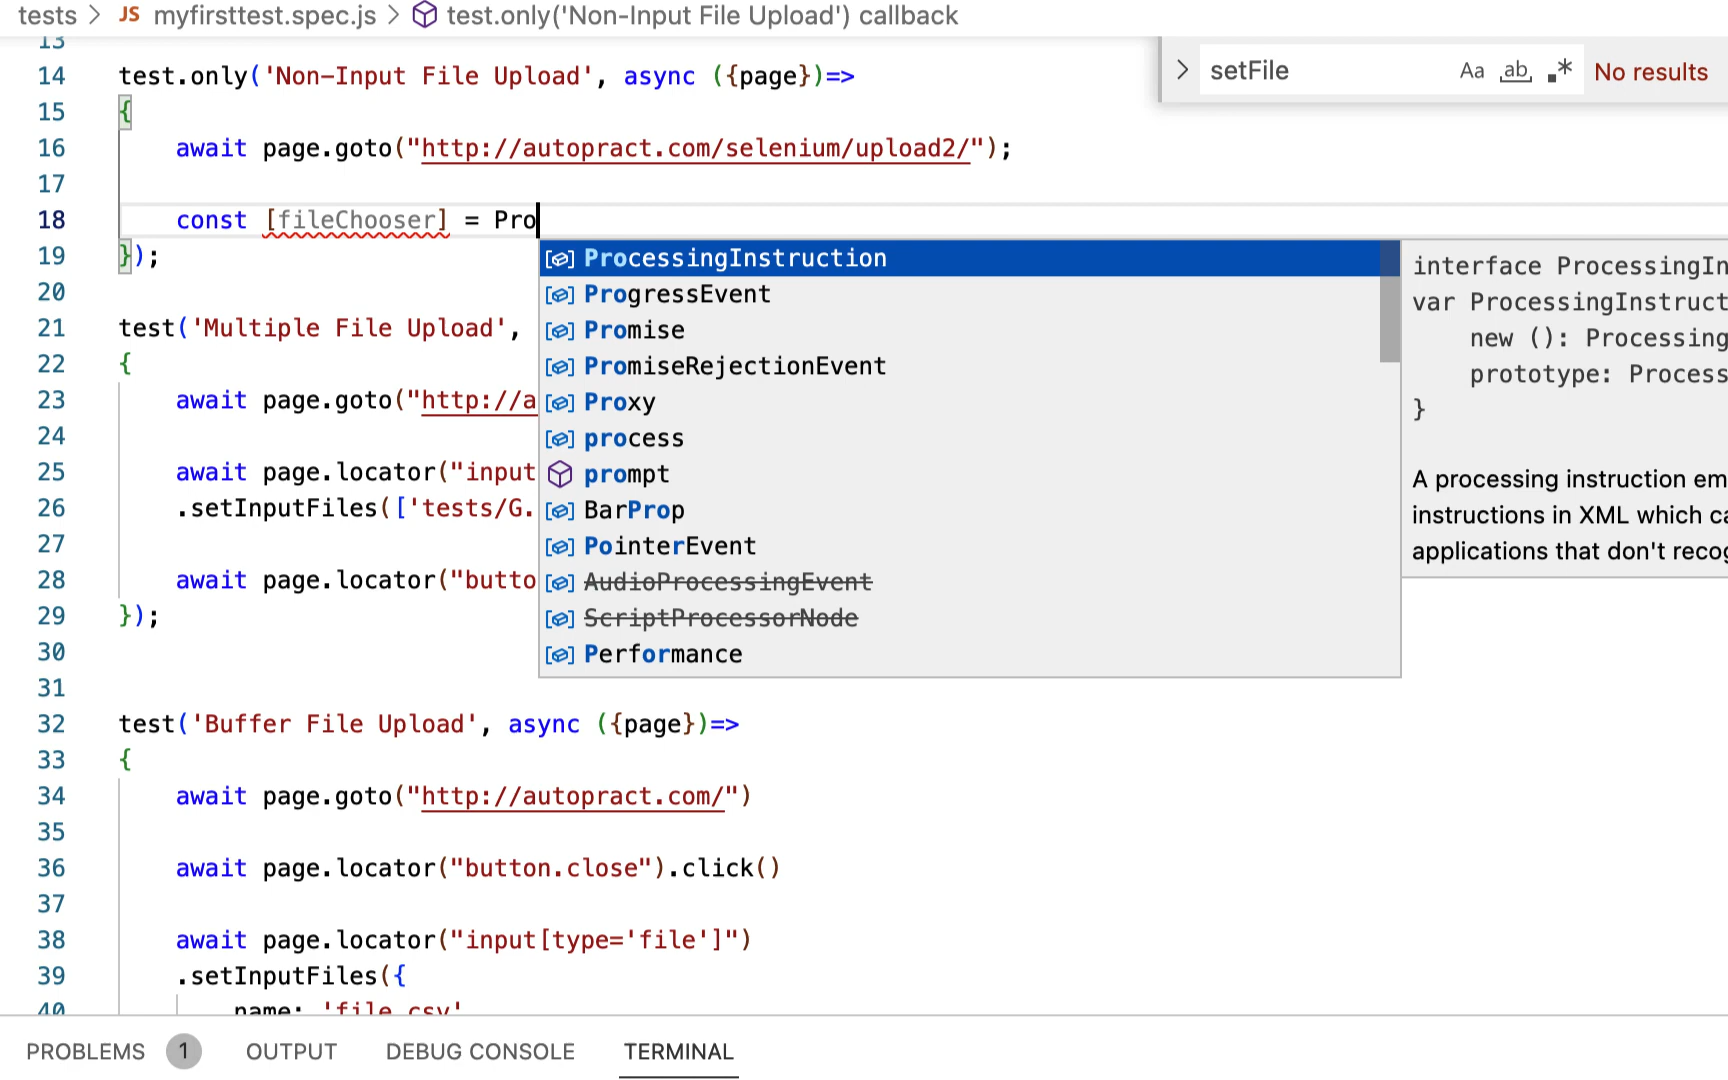 tests > JS myfirsttest.spec.js > test.only('Non-Input File Upload') callback
setFile Aa ab .* No results
13
14 test.only('Non-Input File Upload', async ({page})=>
15 {
16 await page.goto("http://autopract.com/selenium/upload2/");
17
18 const [fileChooser] = Pro
19 });
20
21 test('Multiple File Upload',
22 {
23 await page.goto("http://a
24
25 await page.locator("input
26 .setInputFiles(['tests/G.
27
28 await page.locator("butto
29 });
30
31
32 test('Buffer File Upload', async ({page})=>
33 {
34 await page.goto("http://autopract.com/")
35
36 await page.locator("button.close").click()
37
38 await page.locator("input[type='file']")
39 .setInputFiles({
40 name: 'file.csv'
ProcessingInstruction
ProgressEvent
Promise
PromiseRejectionEvent
Proxy
process
prompt
BarProp
PointerEvent
AudioProcessingEvent
ScriptProcessorNode
Performance
interface ProcessingIn
var ProcessingInstruct
new (): Processing
prototype: Process
}
A processing instruction em
instructions in XML which ca
applications that don't recog
PROBLEMS 1 OUTPUT DEBUG CONSOLE TERMINAL